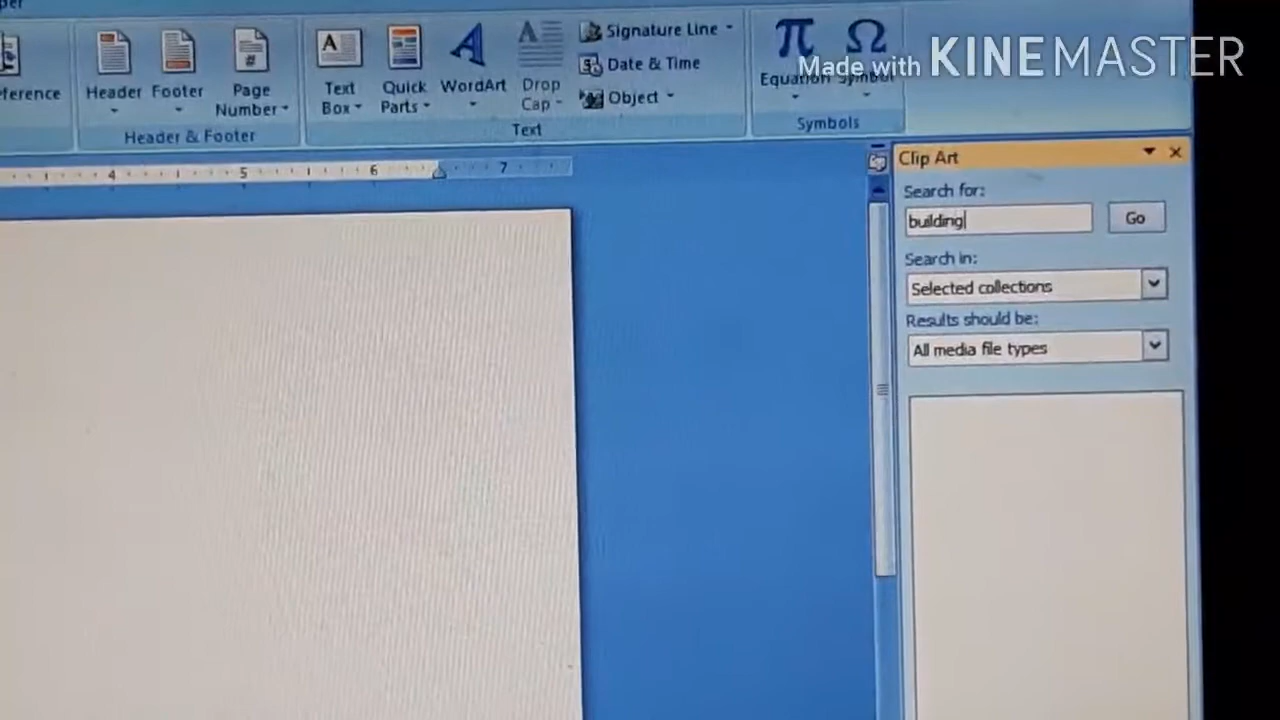 Header
Footer
Page
Number
Header & Footer
Text
Box
Quick
Parts
WordArt
Drop
Cap
Signature Line
Date & Time
Object
Text
Equation
Symbol
Symbols
Made with KINEMASTER
4
5
6
7
Clip Art
Search for:
building
Go
Search in:
Selected collections
Results should be:
All media file types